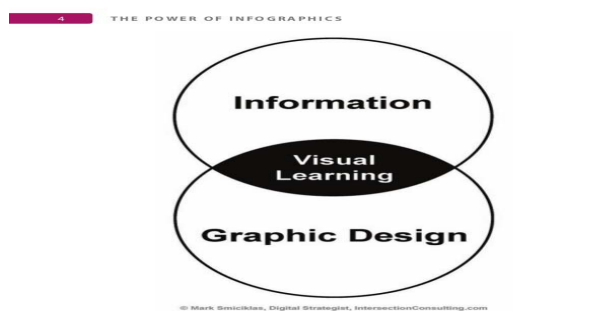 4 THE POWER OF INFOGRAPHICS
Information
Visual
Learning
Graphic Design
© Mark Smiciklas, Digital Strategist, IntersectionConsulting.com